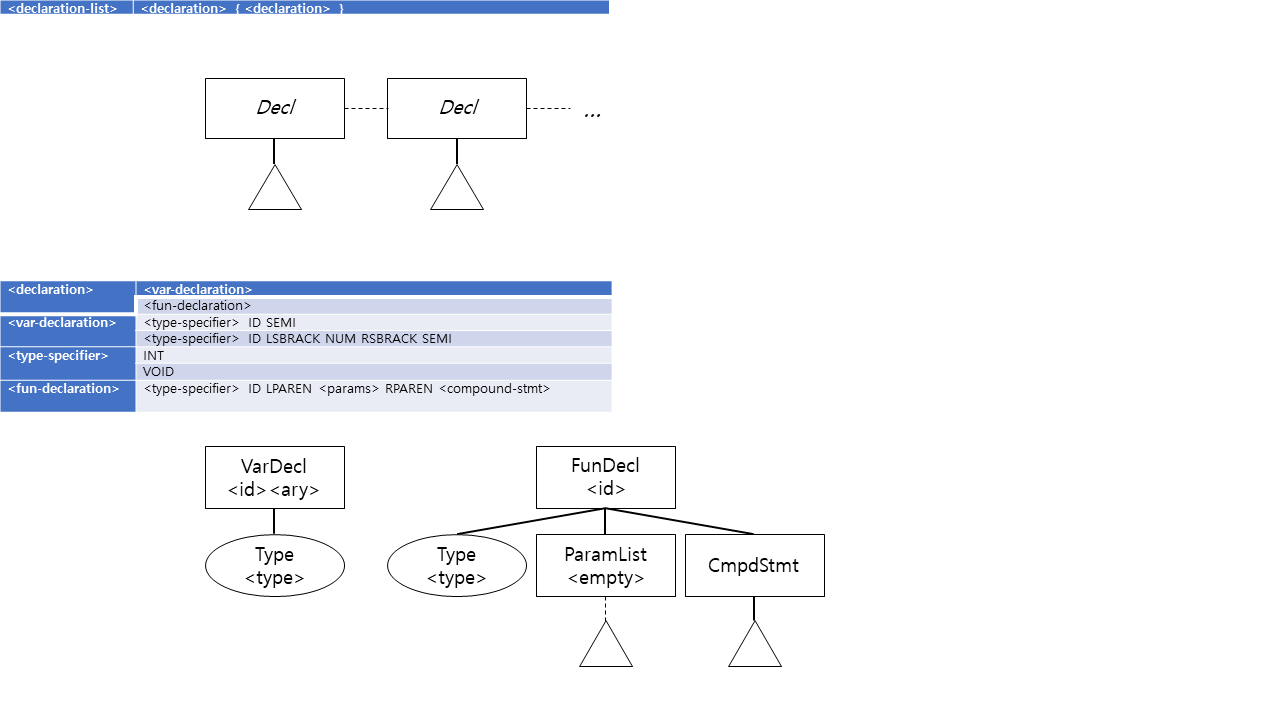 <declaration-list> <declaration> { <declaration> }
Decl Decl ...
<declaration> <var-declaration>
<fun-declaration>
<var-declaration> <type-specifier> ID SEMI
<type-specifier> ID LSBRACK NUM RSBRACK SEMI
<type-specifier> INT
VOID
<fun-declaration> <type-specifier> ID LPAREN <params> RPAREN <compound-stmt>
VarDecl
<id><ary>
FunDecl
<id>
Type
<type>
Type
<type>
ParamList
<empty>
CmpdStmt